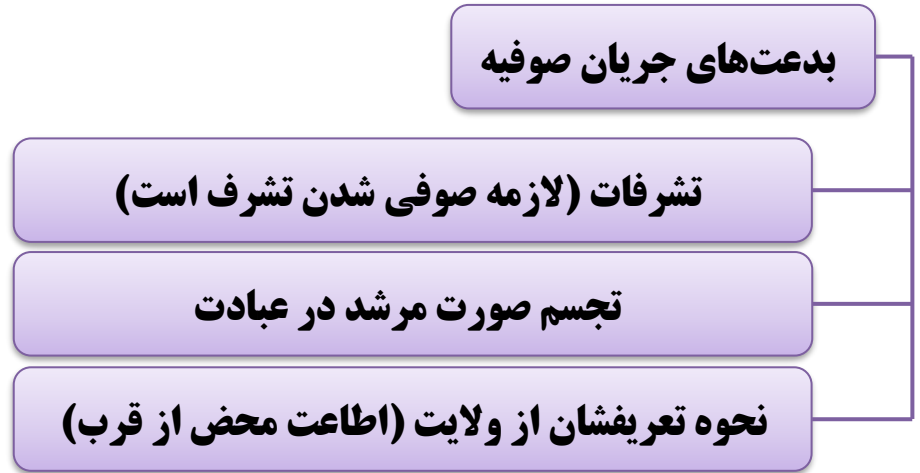 بدعت‌های جریان صوفیه
تشرفات (لازمه صوفی شدن تشرف است)
تجسم صورت مرشد در عبادت
نحوه تعریفشان از ولایت (اطاعت محض از قرب)